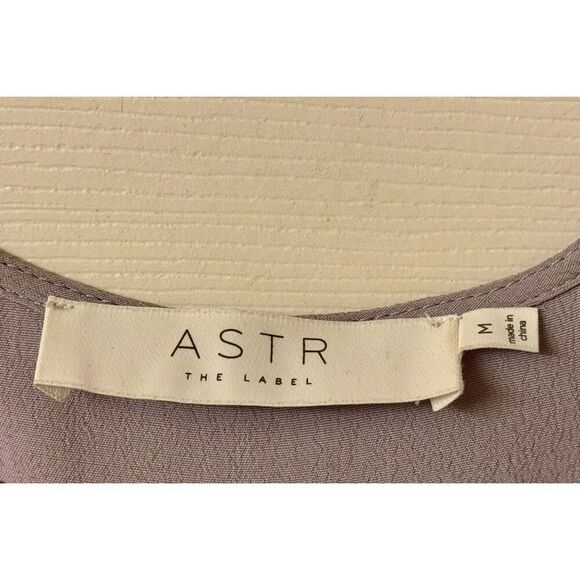 ASTR
THE LABEL
M
made in
china